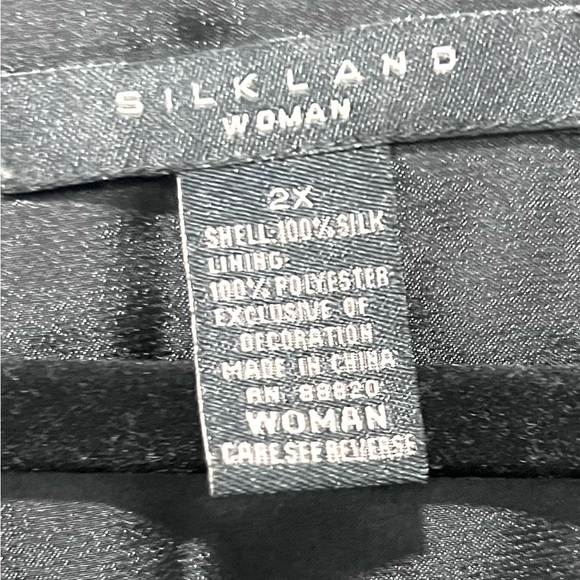 SILKLAND
WOMAN
2X
SHELL:100%SILK
LINING:
100% POLYESTER
EXCLUSIVE OF
DECORATION
MADE IN CHINA
RN: 88820
WOMAN
CARE SEE REVERSE